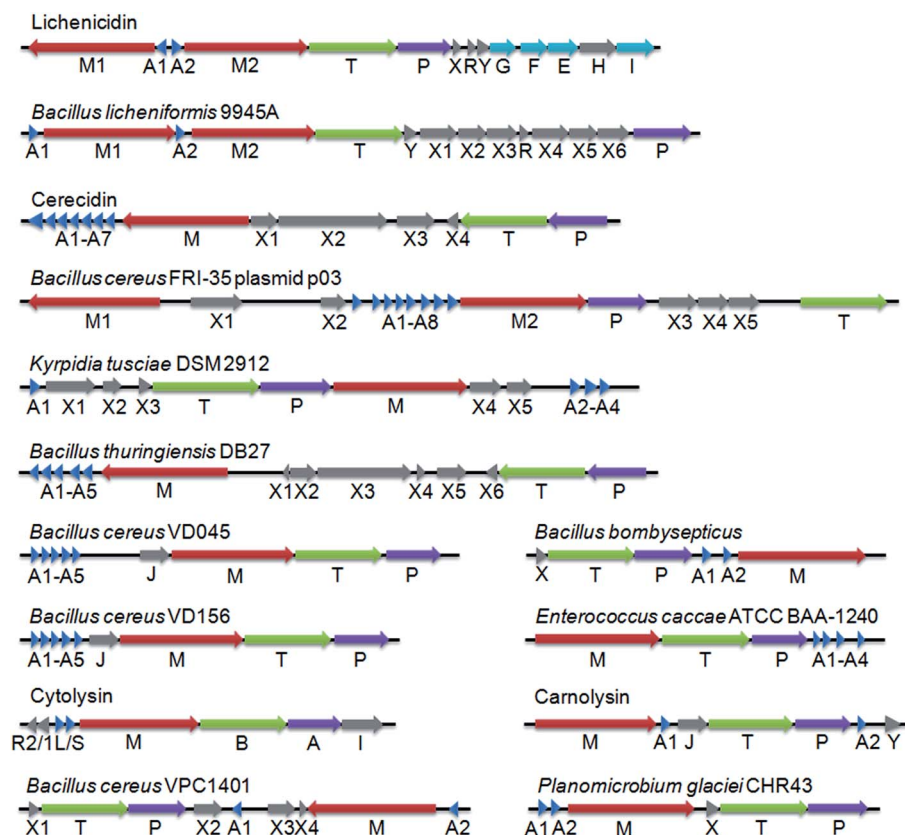 Lichenicidin
M1 A1 A2 M2 T P X R Y G F E H I
Bacillus licheniformis 9945A
A1 M1 A2 M2 T Y X1 X2 X3 R X4 X5 X6 P
Cerecidin
A1-A7 M X1 X2 X3 X4 T P
Bacillus cereus FRI-35 plasmid p03
M1 X1 X2 A1-A8 M2 P X3 X4 X5 T
Kyrpidia tusciae DSM 2912
A1 X1 X2 X3 T P M X4 X5 A2-A4
Bacillus thuringiensis DB27
A1-A5 M X1 X2 X3 X4 X5 X6 T P
Bacillus cereus VD045
A1-A5 J M T P
Bacillus bombysepticus
X T P A1 A2 M
Bacillus cereus VD156
A1-A5 J M T P
Enterococcus caccae ATCC BAA-1240
M T P A1-A4
Cytolysin
R2/1L/S M B A I
Carnolysin
M A1 J T P A2 Y
Bacillus cereus VPC1401
X1 T P X2 A1 X3 X4 M A2
Planomicrobium glaciei CHR43
A1 A2 M X T P